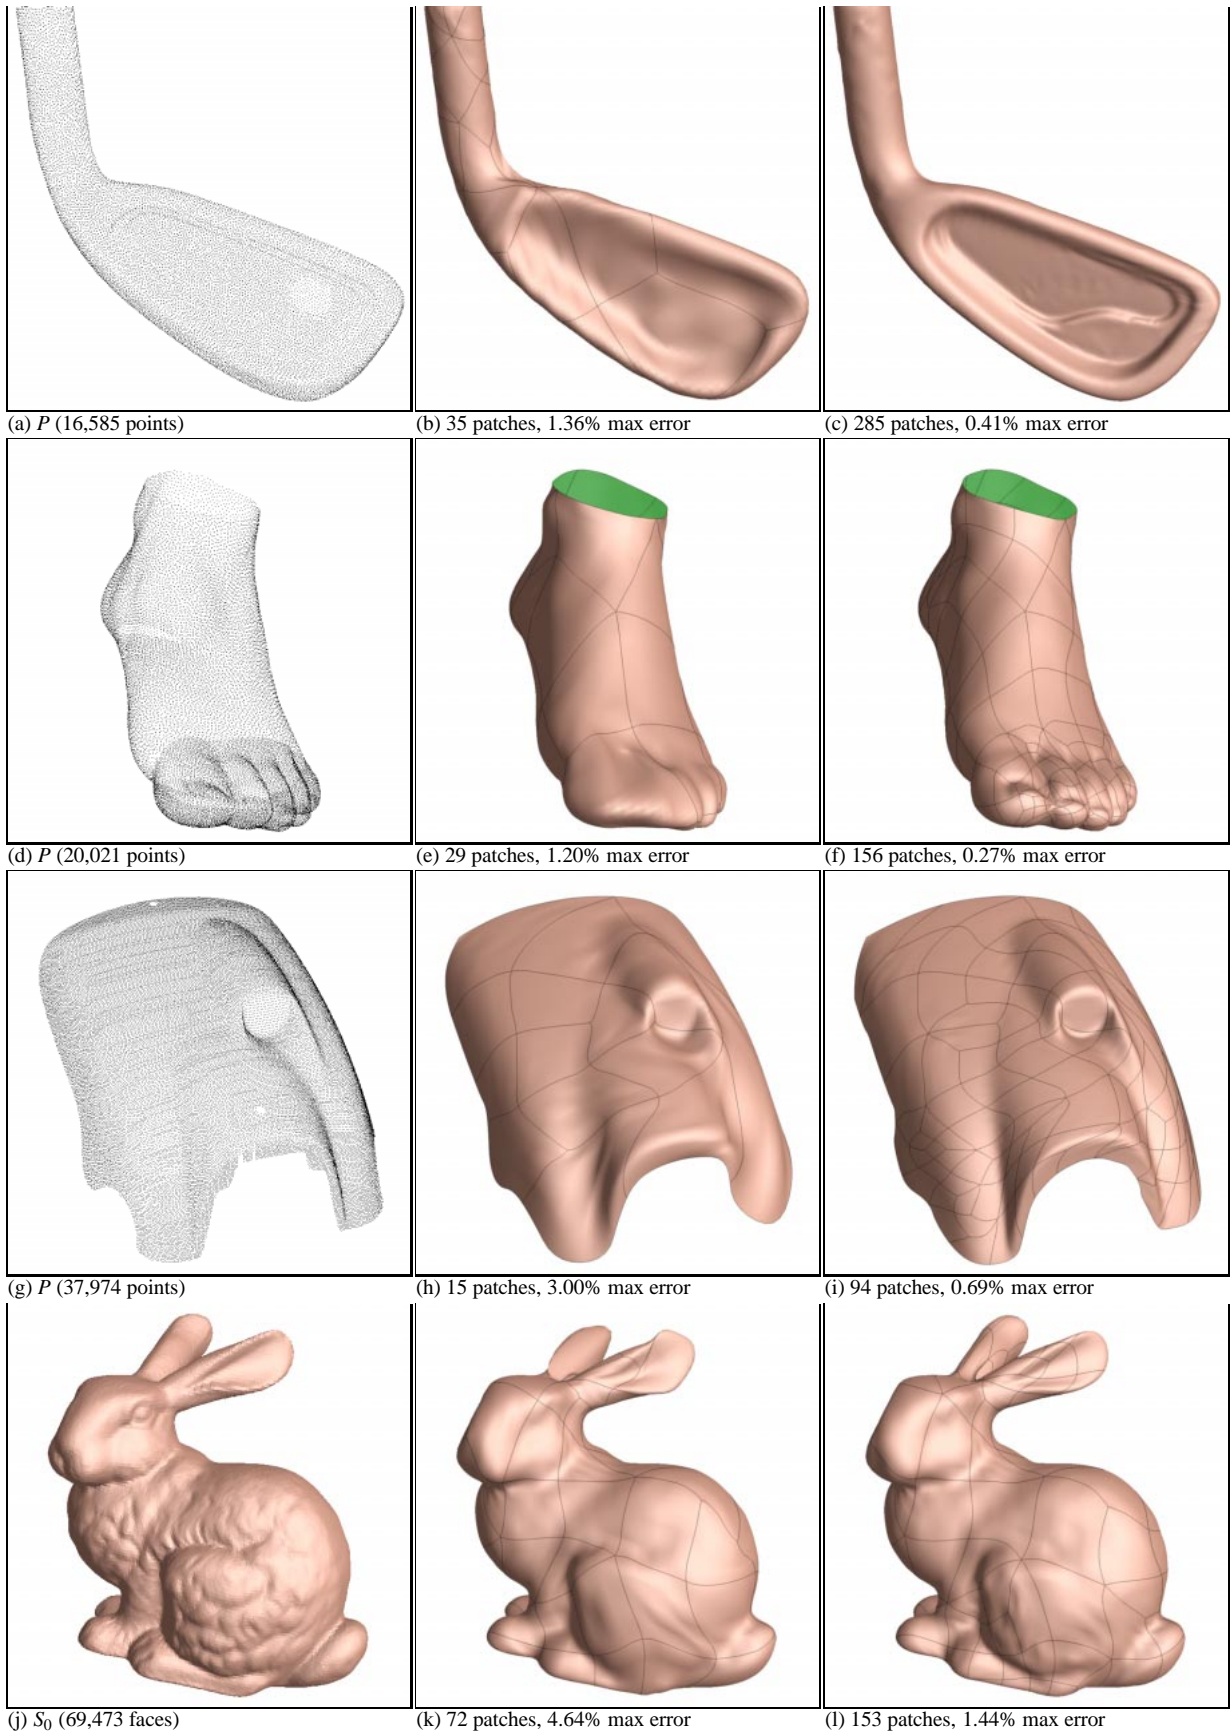 (a) P (16,585 points)
(b) 35 patches, 1.36% max error
(c) 285 patches, 0.41% max error
(d) P (20,021 points)
(e) 29 patches, 1.20% max error
(f) 156 patches, 0.27% max error
(g) P (37,974 points)
(h) 15 patches, 3.00% max error
(i) 94 patches, 0.69% max error
(j) S₀ (69,473 faces)
(k) 72 patches, 4.64% max error
(l) 153 patches, 1.44% max error